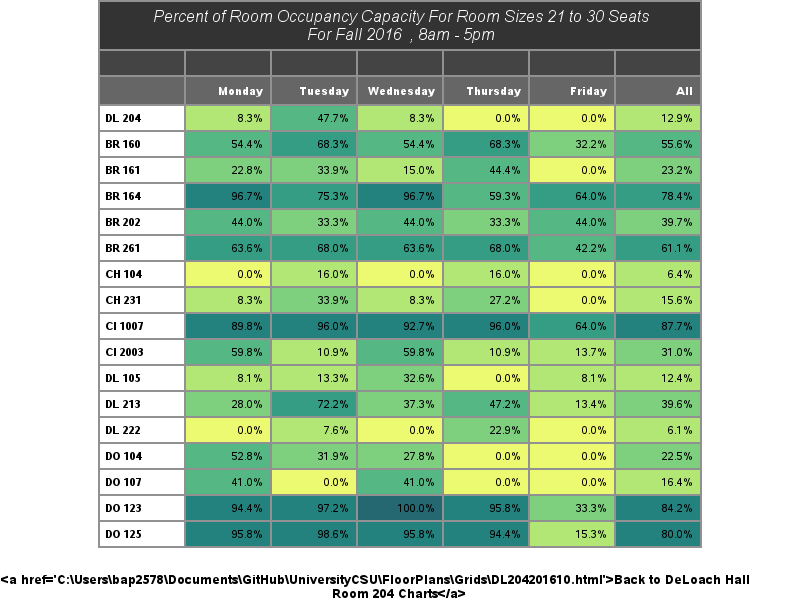 Percent of Room Occupancy Capacity For Room Sizes 21 to 30 Seats
For Fall 2016 , 8am - 5pm
Monday Tuesday Wednesday Thursday Friday All
DL 204 8.3% 47.7% 8.3% 0.0% 0.0% 12.9%
BR 160 54.4% 68.3% 54.4% 68.3% 32.2% 55.6%
BR 161 22.8% 33.9% 15.0% 44.4% 0.0% 23.2%
BR 164 96.7% 75.3% 96.7% 59.3% 64.0% 78.4%
BR 202 44.0% 33.3% 44.0% 33.3% 44.0% 39.7%
BR 261 63.6% 68.0% 63.6% 68.0% 42.2% 61.1%
CH 104 0.0% 16.0% 0.0% 16.0% 0.0% 6.4%
CH 231 8.3% 33.9% 8.3% 27.2% 0.0% 15.6%
CI 1007 89.8% 96.0% 92.7% 96.0% 64.0% 87.7%
CI 2003 59.8% 10.9% 59.8% 10.9% 13.7% 31.0%
DL 105 8.1% 13.3% 32.6% 0.0% 8.1% 12.4%
DL 213 28.0% 72.2% 37.3% 47.2% 13.4% 39.6%
DL 222 0.0% 7.6% 0.0% 22.9% 0.0% 6.1%
DO 104 52.8% 31.9% 27.8% 0.0% 0.0% 22.5%
DO 107 41.0% 0.0% 41.0% 0.0% 0.0% 16.4%
DO 123 94.4% 97.2% 100.0% 95.8% 33.3% 84.2%
DO 125 95.8% 98.6% 95.8% 94.4% 15.3% 80.0%
<a href='C:\Users\bap2578\Documents\GitHub\UniversityCSU\FloorPlans\Grids\DL204201610.html'>Back to DeLoach Hall
Room 204 Charts</a>